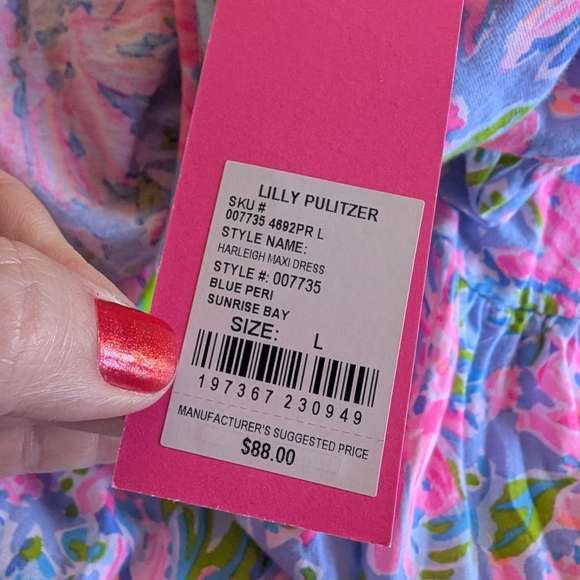 LILLY PULITZER
SKU #
007735 4692PR L
STYLE NAME:
HARLEIGH MAXI DRESS
STYLE #: 007735
BLUE PERI
SUNRISE BAY
SIZE: L
197367 230949
MANUFACTURER'S SUGGESTED PRICE
$88.00